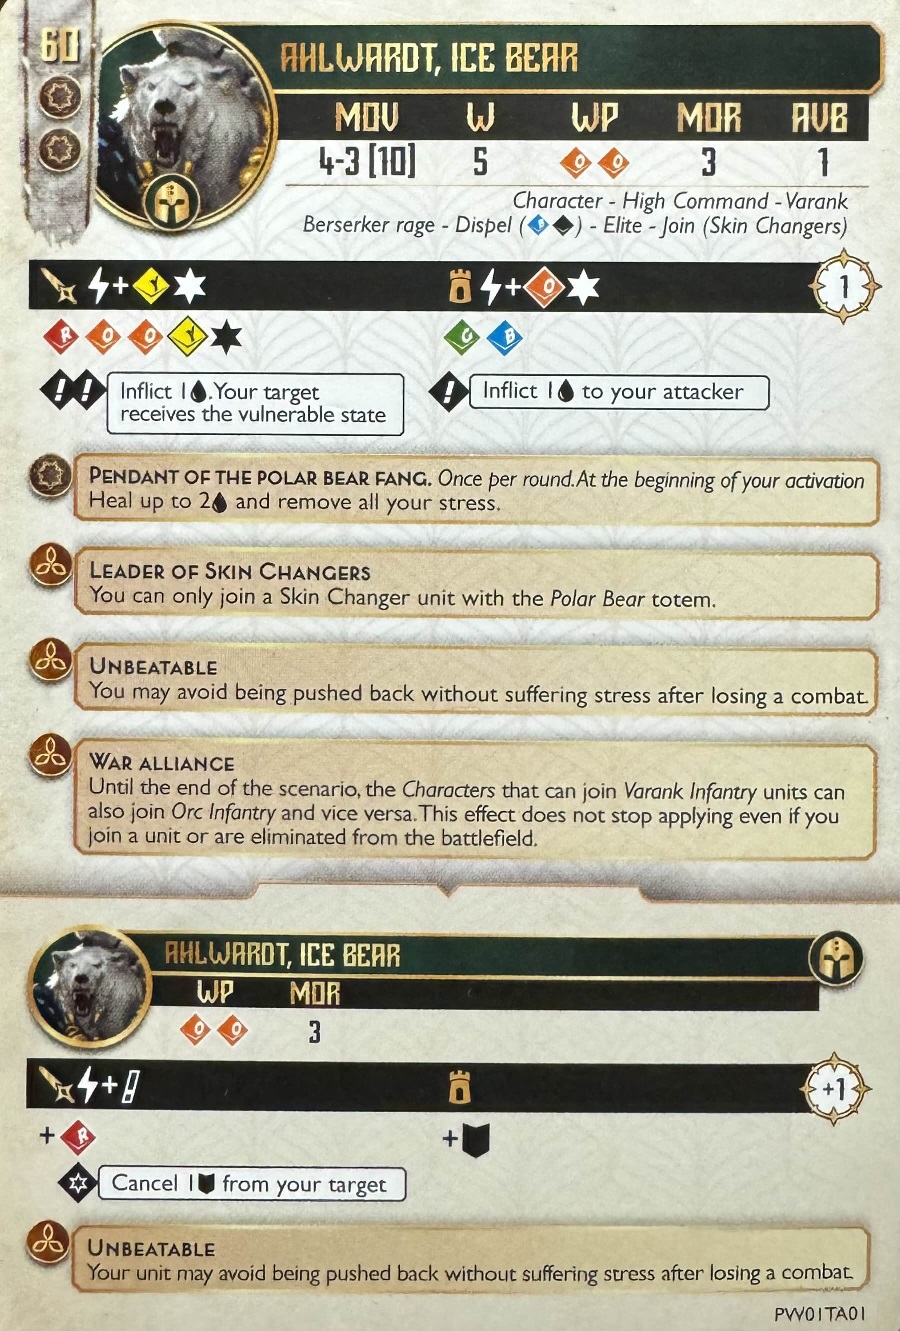 60
AHLWARDT, ICE BEAR
MOV W WP MOR AVB
4-3 [10] 5 O O 3 1
Character - High Command - Varank
Berserker rage - Dispel (B) - Elite - Join (Skin Changers)
+ Y + O 1
R O O Y G B
!! Inflict 1. Your target
receives the vulnerable state
! Inflict 1 to your attacker
PENDANT OF THE POLAR BEAR FANG. Once per round. At the beginning of your activation
Heal up to 2 and remove all your stress.
LEADER OF SKIN CHANGERS
You can only join a Skin Changer unit with the Polar Bear totem.
UNBEATABLE
You may avoid being pushed back without suffering stress after losing a combat.
WAR ALLIANCE
Until the end of the scenario, the Characters that can join Varank Infantry units can
also join Orc Infantry and vice versa. This effect does not stop applying even if you
join a unit or are eliminated from the battlefield.
AHLWARDT, ICE BEAR
WP MOR
O O 3
+ +1
+ R +
Cancel 1 from your target
UNBEATABLE
Your unit may avoid being pushed back without suffering stress after losing a combat.
PW01TA01